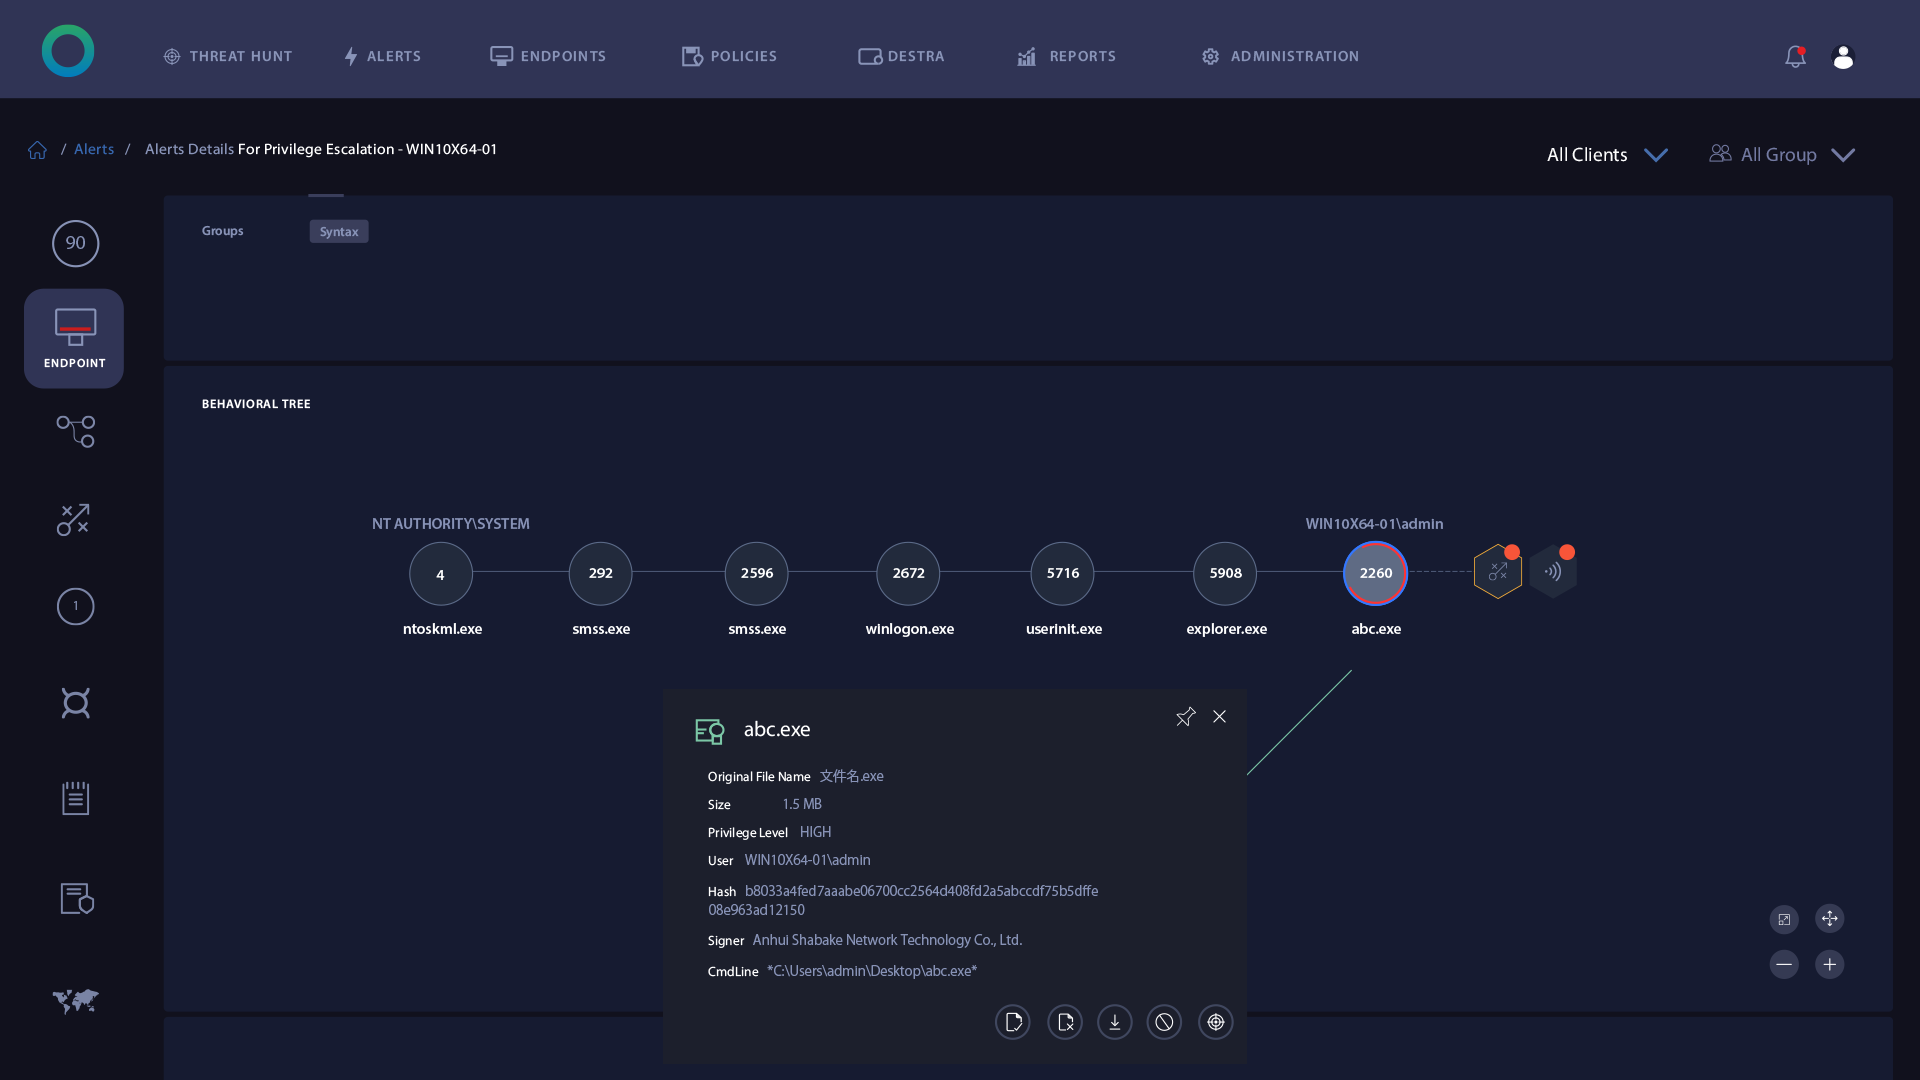 THREAT HUNT
ALERTS
ENDPOINTS
POLICIES
DESTRA
REPORTS
ADMINISTRATION
/ Alerts / Alerts Details For Privilege Escalation - WIN10X64-01
All Clients
All Group
90
ENDPOINT
1
Groups
Syntax
BEHAVIORAL TREE
NT AUTHORITY\SYSTEM
WIN10X64-01\admin
4
292
2596
2672
5716
5908
2260
ntoskml.exe
smss.exe
smss.exe
winlogon.exe
userinit.exe
explorer.exe
abc.exe
abc.exe
Original File Name 文件名.exe
Size 1.5 MB
Privilege Level HIGH
User WIN10X64-01\admin
Hash b8033a4fed7aaabe06700cc2564d408fd2a5abccdf75b5dffe
08e963ad12150
Signer Anhui Shabake Network Technology Co., Ltd.
CmdLine *C:\Users\admin\Desktop\abc.exe*